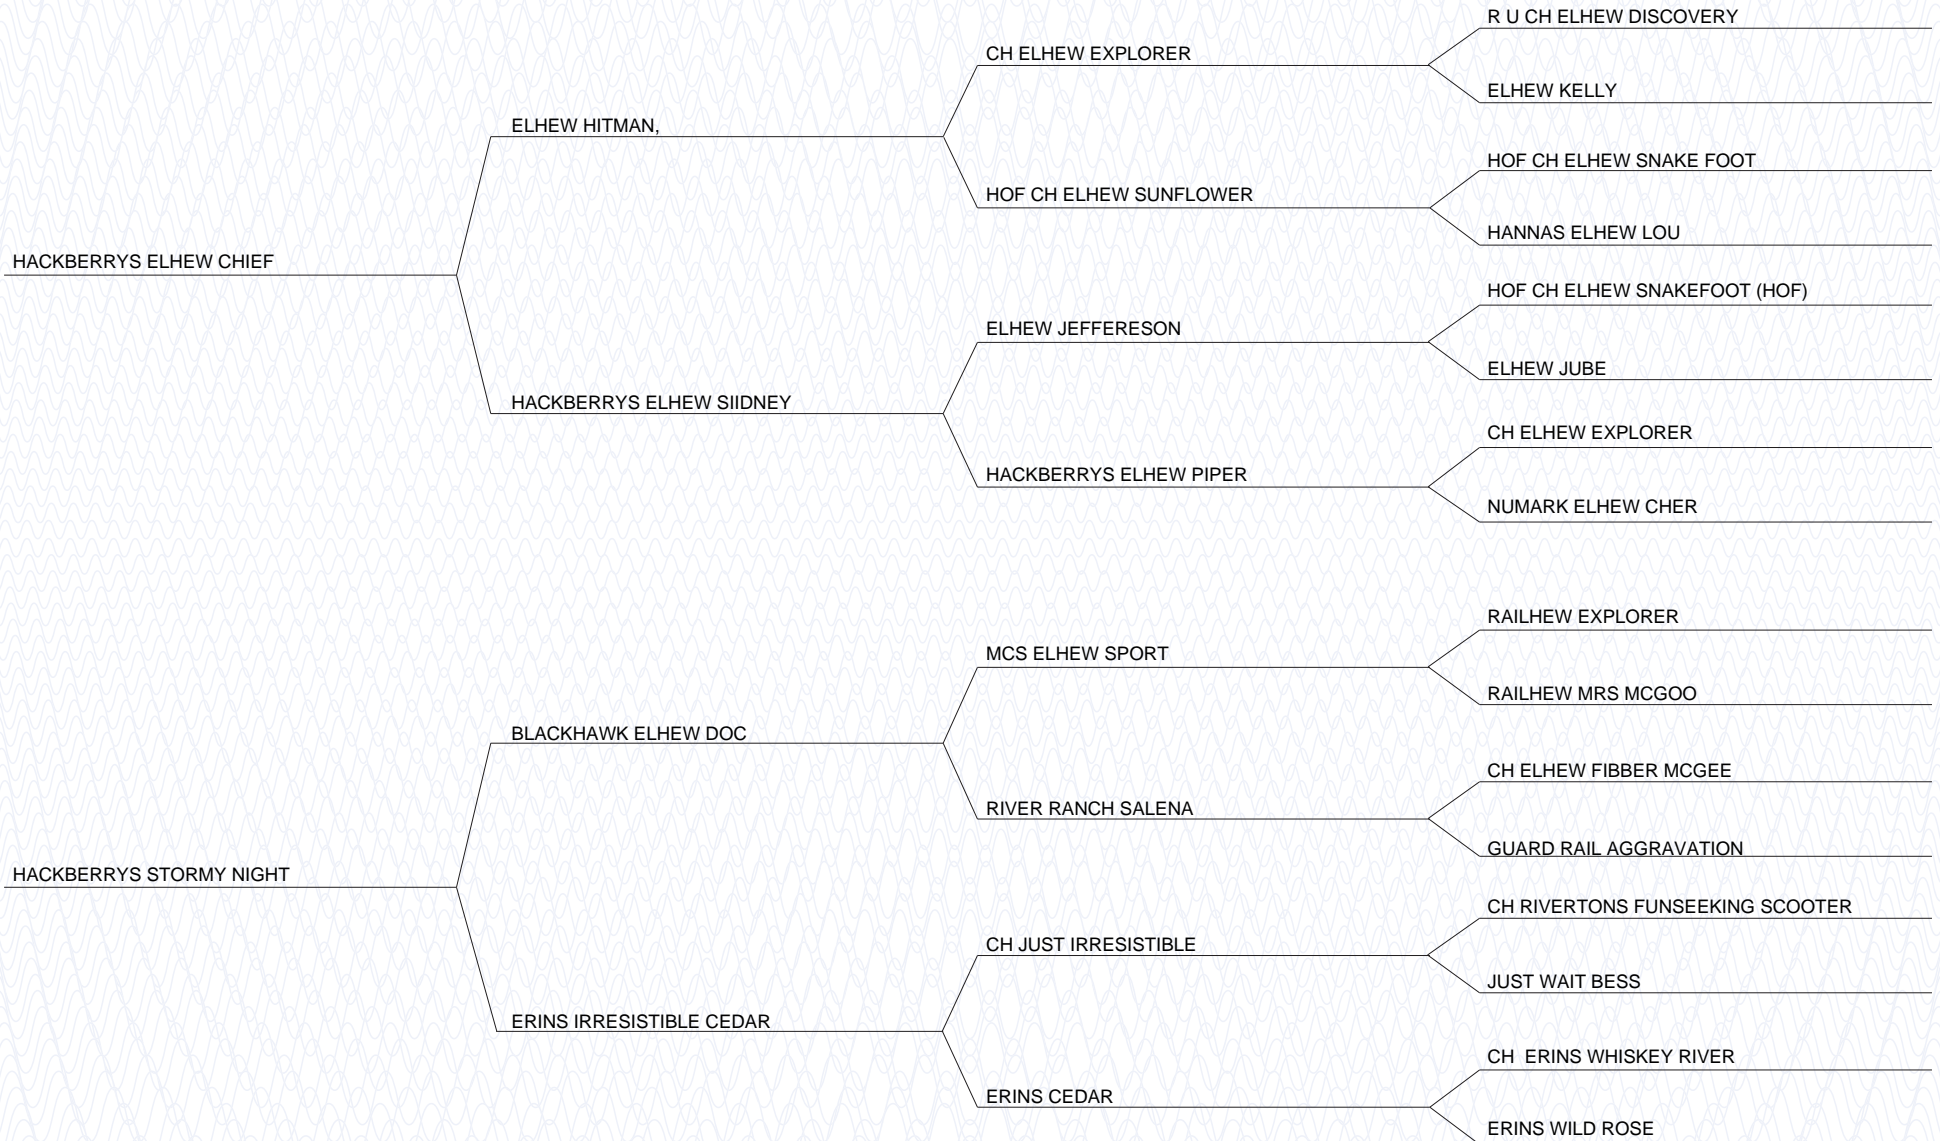 R U CH ELHEW DISCOVERY
CH ELHEW EXPLORER
ELHEW KELLY
ELHEW HITMAN,
HOF CH ELHEW SNAKE FOOT
HOF CH ELHEW SUNFLOWER
HANNAS ELHEW LOU
HACKBERRYS ELHEW CHIEF
HOF CH ELHEW SNAKEFOOT (HOF)
ELHEW JEFFERESON
ELHEW JUBE
HACKBERRYS ELHEW SIIDNEY
CH ELHEW EXPLORER
HACKBERRYS ELHEW PIPER
NUMARK ELHEW CHER
RAILHEW EXPLORER
MCS ELHEW SPORT
RAILHEW MRS MCGOO
BLACKHAWK ELHEW DOC
CH ELHEW FIBBER MCGEE
RIVER RANCH SALENA
GUARD RAIL AGGRAVATION
HACKBERRYS STORMY NIGHT
CH RIVERTONS FUNSEEKING SCOOTER
CH JUST IRRESISTIBLE
JUST WAIT BESS
ERINS IRRESISTIBLE CEDAR
CH  ERINS WHISKEY RIVER
ERINS CEDAR
ERINS WILD ROSE